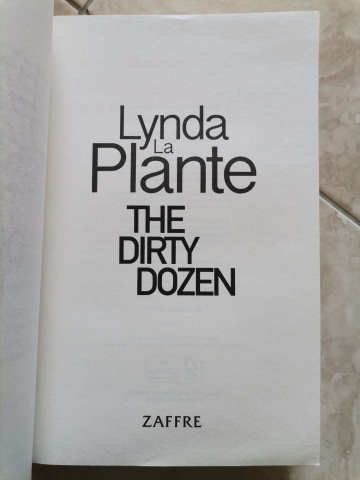 Lynda
La
Plante
THE
DIRTY
DOZEN
ZAFFRE